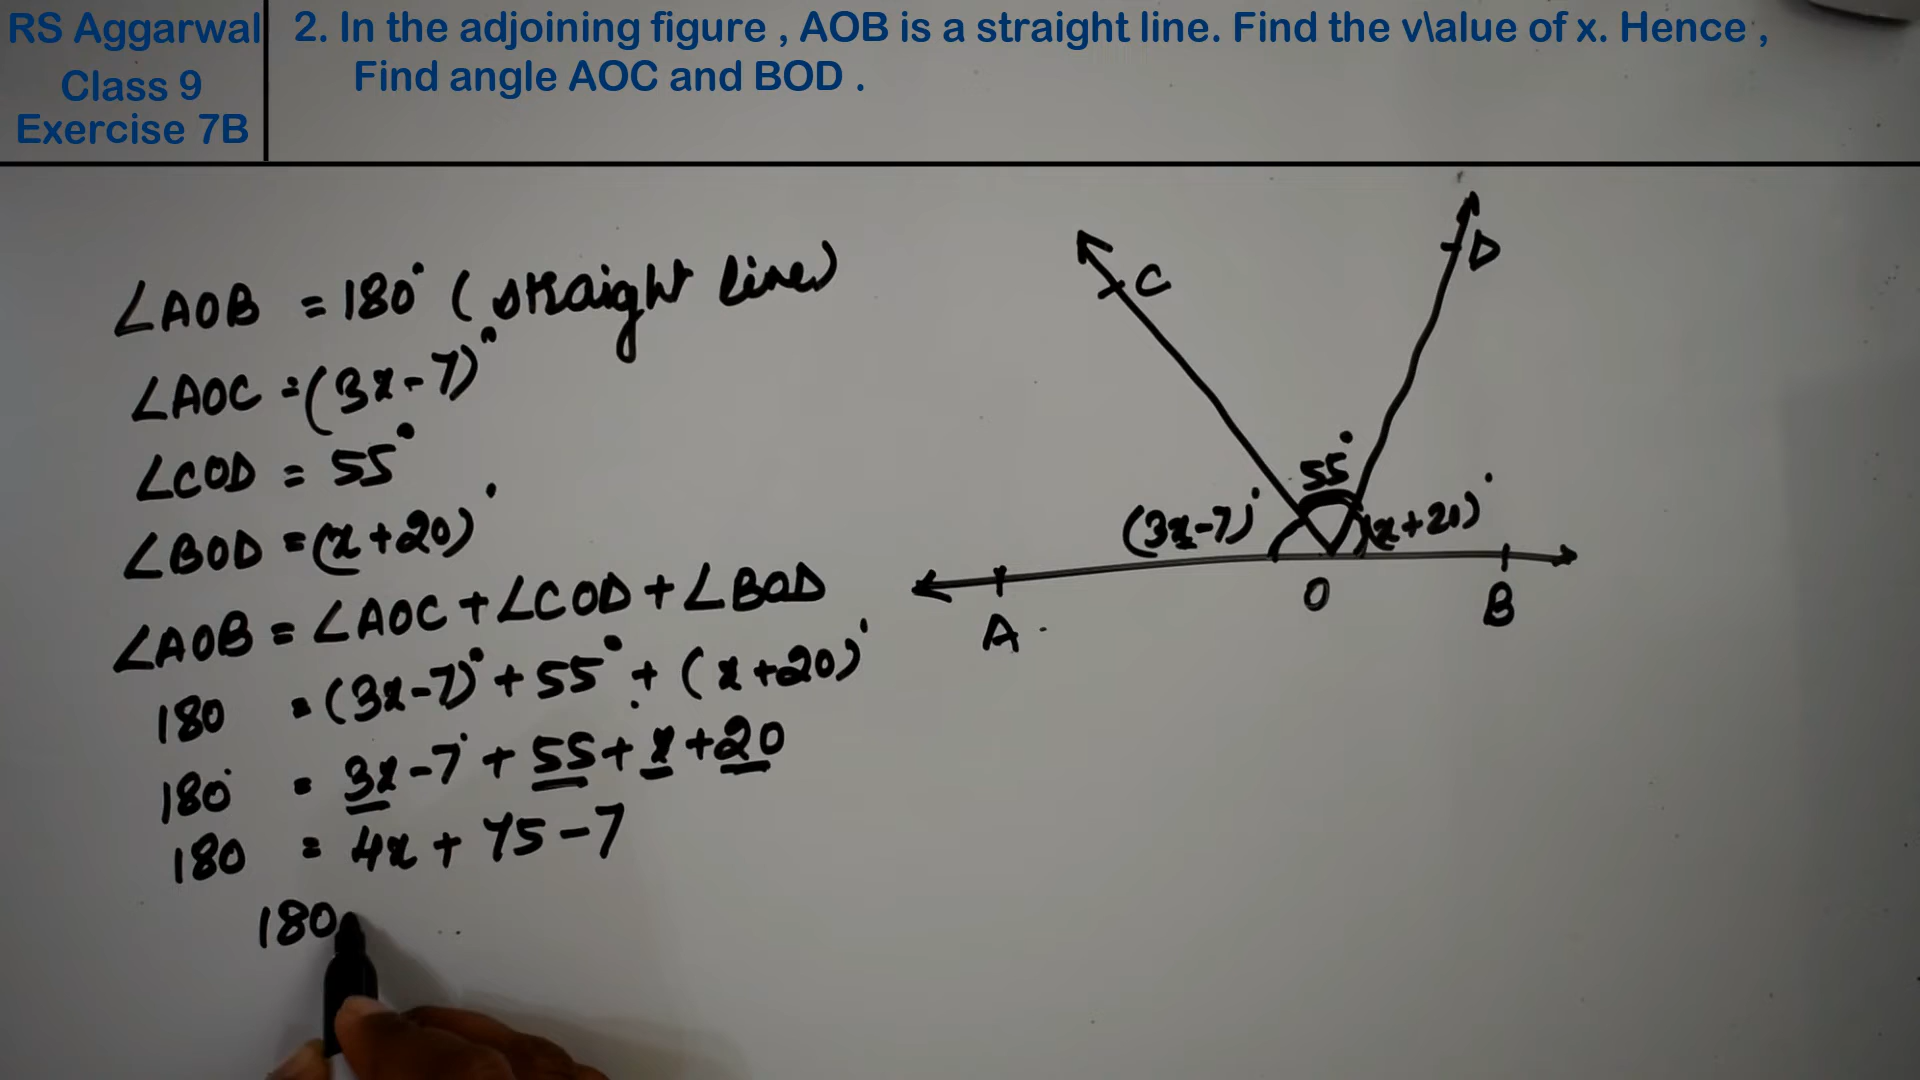 RS Aggarwal
Class 9
Exercise 7B
2. In the adjoining figure , AOB is a straight line. Find the v\alue of x. Hence ,
Find angle AOC and BOD .
∠AOB = 180° (straight line)
∠AOC = (3x-7)°
∠COD = 55°
∠BOD = (x+20)°
∠AOB = ∠AOC + ∠COD + ∠BOD
180 = (3x-7)° + 55° + (x+20)°
180° = 3x-7° + 55 + x + 20
180 = 4x + 75 - 7
180
C
D
55°
(3x-7)°
(x+20)°
A
O
B